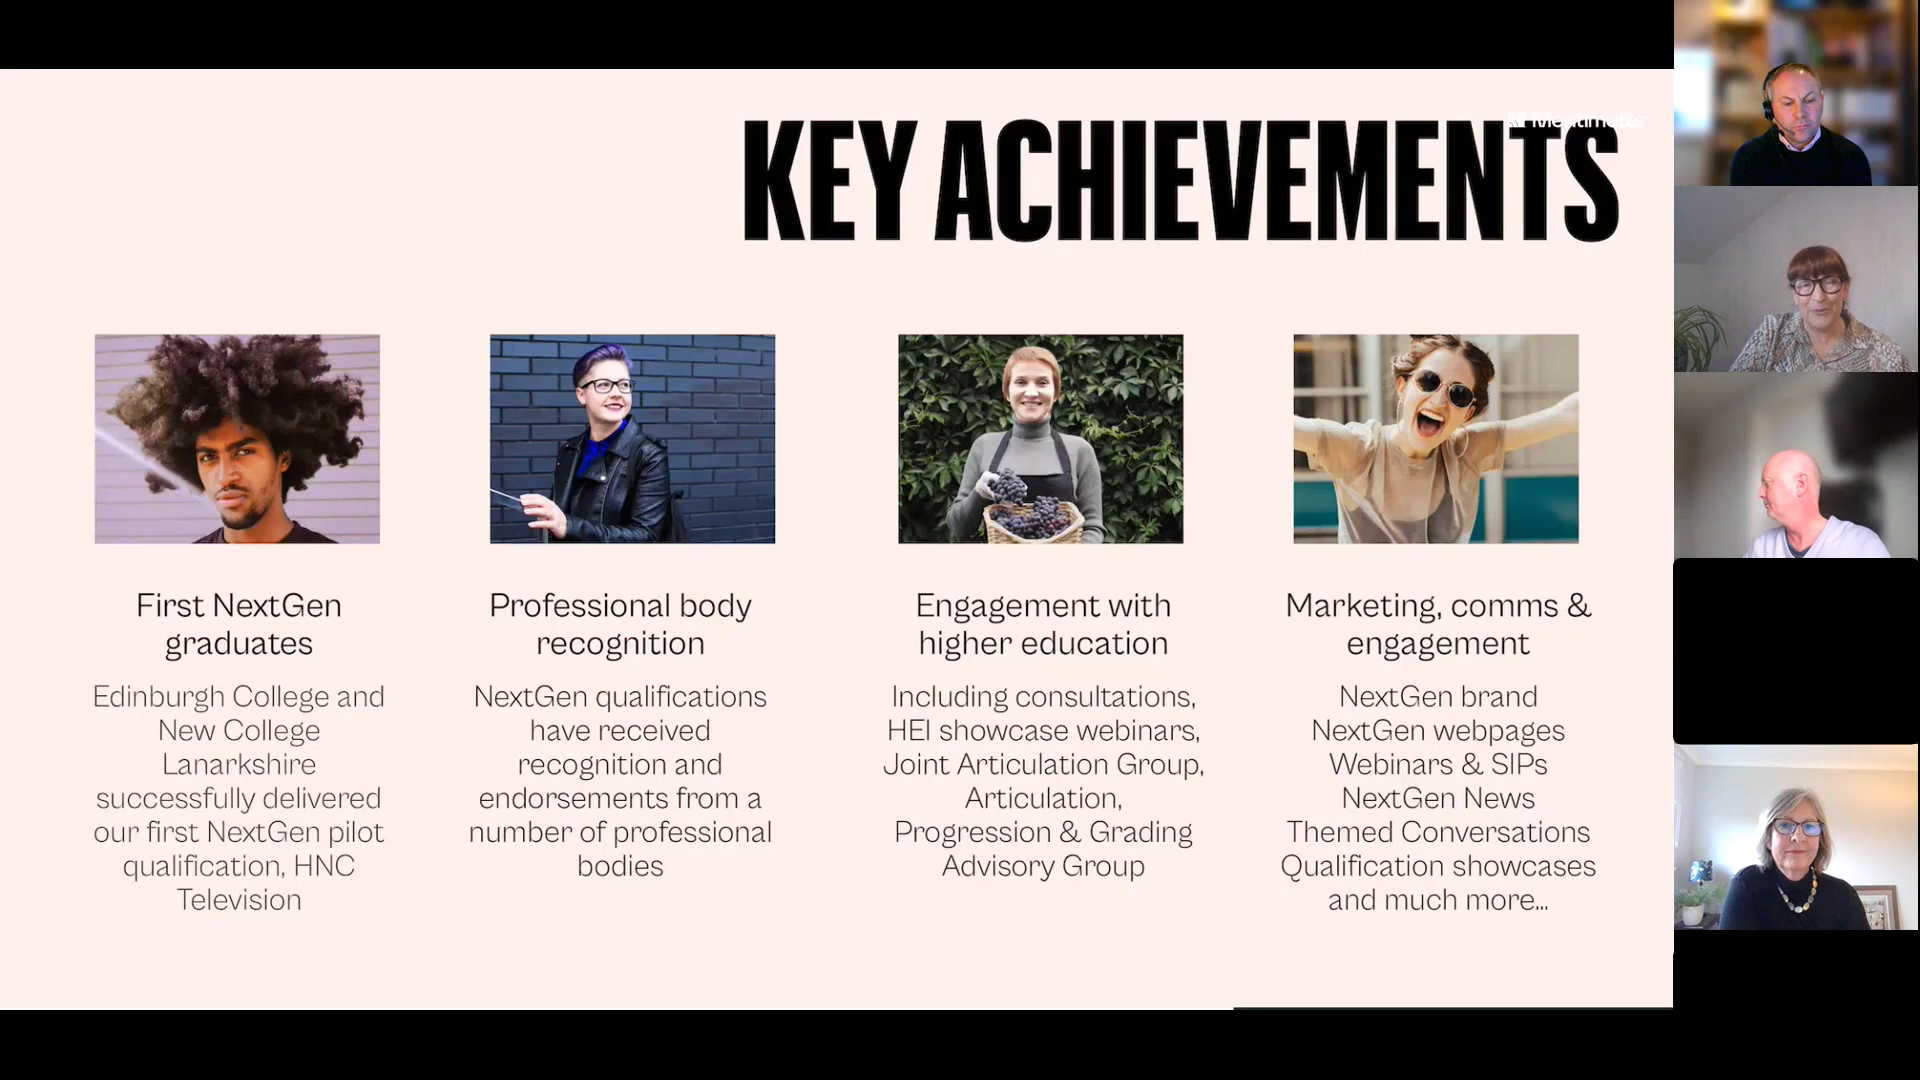 Mentimeter
KEY ACHIEVEMENTS
First NextGen
graduates
Edinburgh College and
New College
Lanarkshire
successfully delivered
our first NextGen pilot
qualification, HNC
Television
Professional body
recognition
NextGen qualifications
have received
recognition and
endorsements from a
number of professional
bodies
Engagement with
higher education
Including consultations,
HEI showcase webinars,
Joint Articulation Group,
Articulation,
Progression & Grading
Advisory Group
Marketing, comms &
engagement
NextGen brand
NextGen webpages
Webinars & SIPs
NextGen News
Themed Conversations
Qualification showcases
and much more...